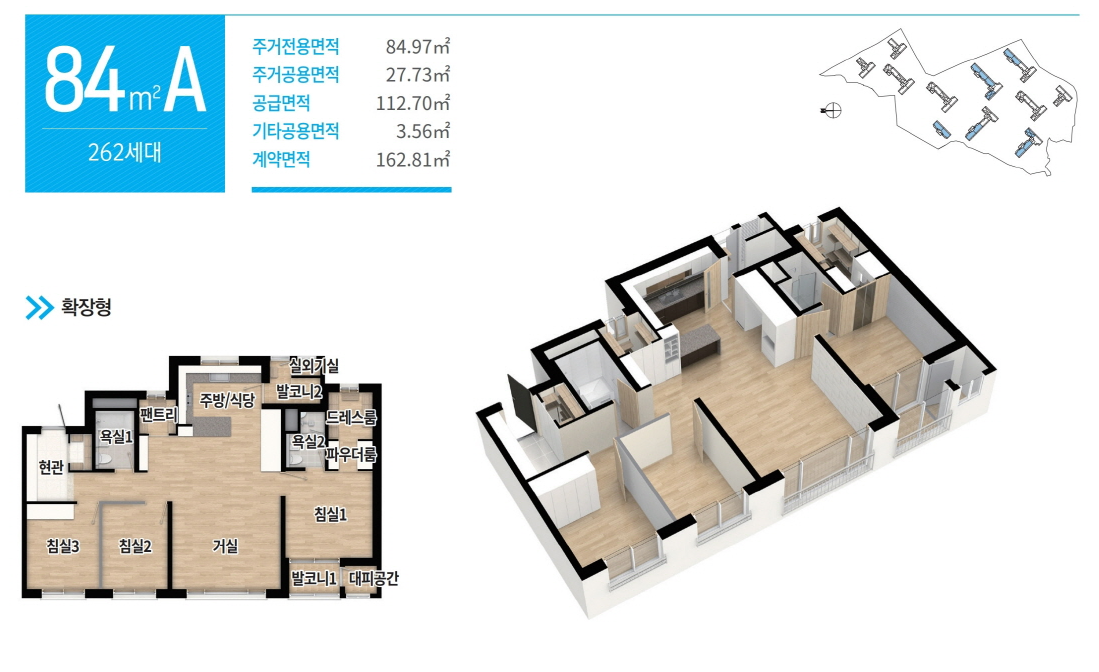 84m² A
262세대
주거전용면적 84.97㎡
주거공용면적 27.73㎡
공급면적 112.70㎡
기타공용면적 3.56㎡
계약면적 162.81㎡
확장형
실외기실
발코니2
주방/식당
팬트리
드레스룸
욕실1
욕실2
파우더룸
현관
침실1
침실3
침실2
거실
발코니1
대피공간